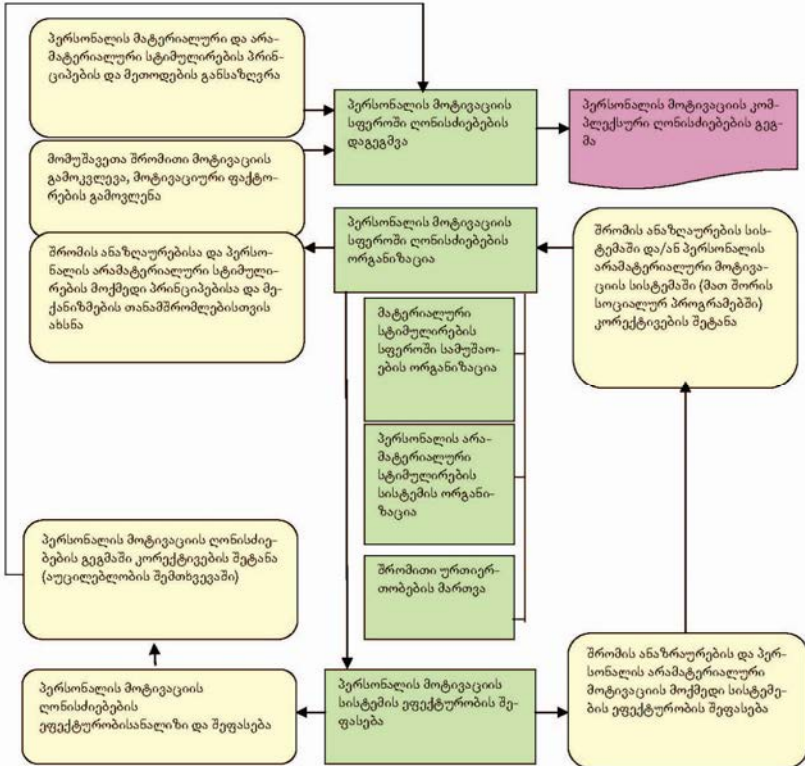 პერსონალის მატერიალური და არა-
მატერიალური სტიმულირების პრინ-
ციპების და მეთოდების განსაზღვრა
პერსონალის მოტივაციის
სფეროში ღონისძიებების
დაგეგმვა
პერსონალის მოტივაციის კომ-
პლექსური ღონისძიებების გეგ-
მა
მომუშავეთა შრომითი მოტივაციის
გამოკვლევა, მოტივაციური ფაქტო-
რების გამოვლენა
პერსონალის მოტივაციის
სფეროში ღონისძიებების
ორგანიზაცია
შრომის ანაზღაურებისა და პერსო-
ნალის არამატერიალური სტიმული-
რების მოქმედი პრინციპებისა და მე-
ქანიზმების თანამშრომლებისთვის
ახსნა
შრომის ანაზღაურების სის-
ტემაში და/ან პერსონალის
არამატერიალური მოტივა-
ციის სისტემაში (მათ შორის
სოციალურ პროგრამებში)
კორექტივების შეტანა
მატერიალური
სტიმულირების
სფეროში სამუშაო-
ების ორგანიზაცია
პერსონალის არა-
მატერიალური
სტიმულირების
სისტემის ორგანი-
ზაცია
შრომითი ურთიერ-
თობების მართვა
პერსონალის მოტივაციის ღონისძიე-
ბების გეგმაში კორექტივების შეტანა
(აუცილებლობის შემთხვევაში)
პერსონალის მოტივაციის
ღონისძიებების
ეფექტურობისანალიზი და შეფასება
პერსონალის მოტივაციის
სისტემის ეფექტურობის შე-
ფასება
შრომის ანაზრაურების და პერ-
სონალის არამატერიალური
მოტივაციის მოქმედი სისტემე-
ბის ეფექტურობის შეფასება